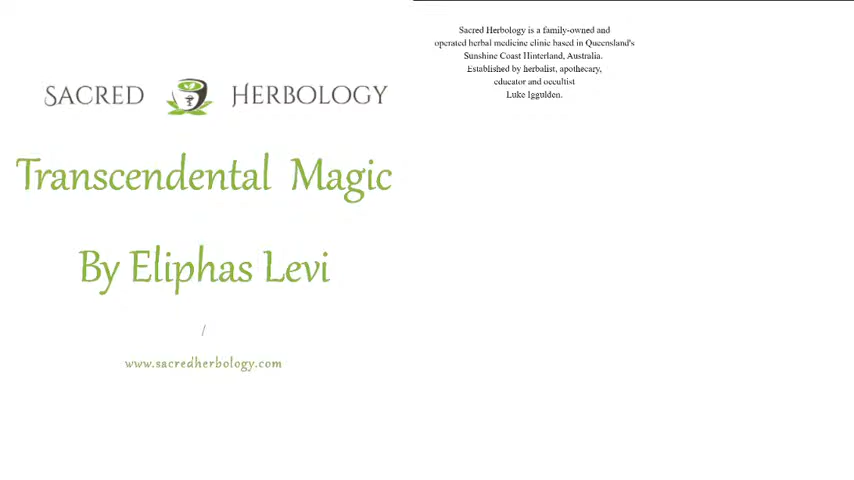 SACRED HERBOLOGY
Transcendental Magic
By Eliphas Levi
/
www.sacredherbology.com
Sacred Herbology is a family-owned and
operated herbal medicine clinic based in Queensland's
Sunshine Coast Hinterland, Australia.
Established by herbalist, apothecary,
educator and occultist
Luke Iggulden.